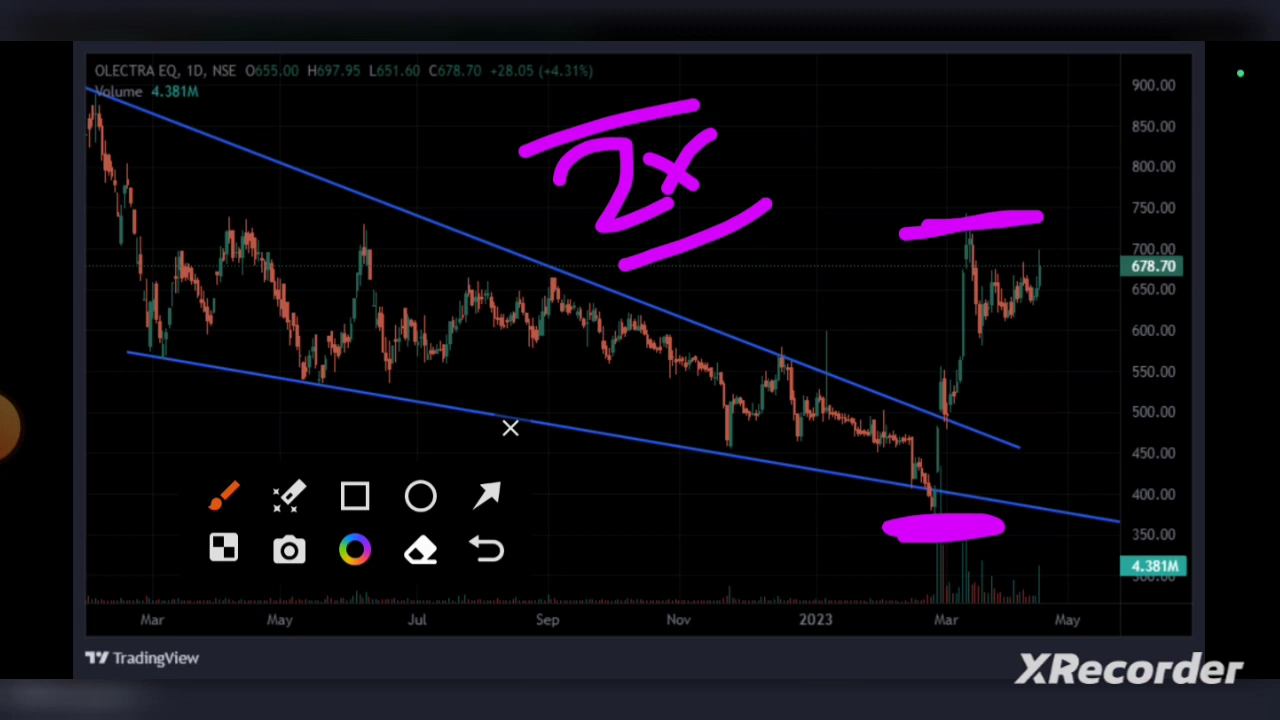 OLECTRA EQ, 1D, NSE O655.00 H697.95 L651.60 C678.70 +28.05 (+4.31%)
Volume 4.381M
2x
900.00
850.00
800.00
750.00
700.00
678.70
650.00
600.00
550.00
500.00
450.00
400.00
350.00
4.381M
300.00
Mar May Jul Sep Nov 2023 Mar May
TradingView
XRecorder